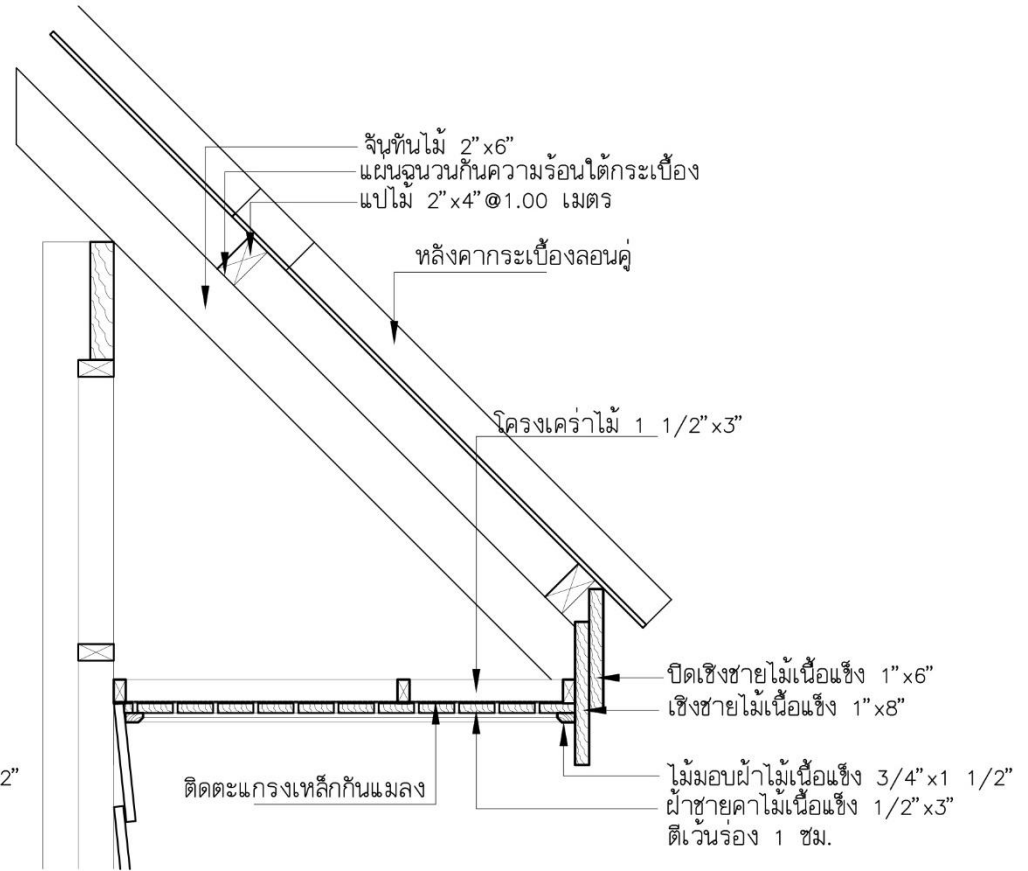 จันทันไม้ 2"x6"
แผ่นฉนวนกันความร้อนใต้กระเบื้อง
แปไม้ 2"x4"@1.00 เมตร
หลังคากระเบื้องลอนคู่
โครงเคร่าไม้ 1 1/2"x3"
ปิดเชิงชายไม้เนื้อแข็ง 1"x6"
เชิงชายไม้เนื้อแข็ง 1"x8"
2"
ติดตะแกรงเหล็กกันแมลง
ไม้มอบฝ้าไม้เนื้อแข็ง 3/4"x1 1/2"
ฝ้าชายคาไม้เนื้อแข็ง 1/2"x3"
ตีเว้นร่อง 1 ซม.